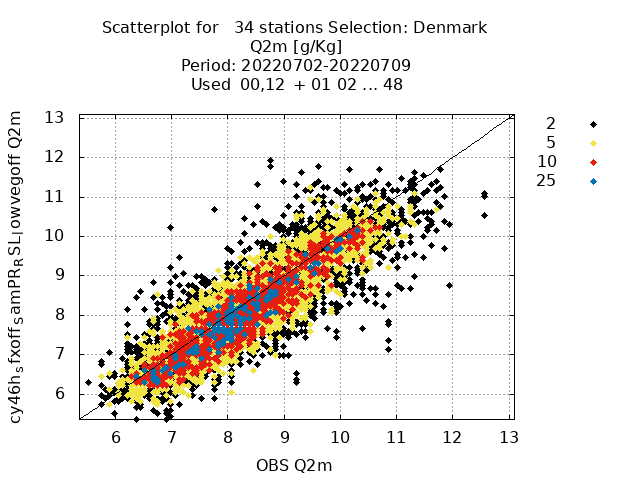 Scatterplot for   34 stations Selection: Denmark
Q2m [g/Kg]
Period: 20220702-20220709
Used  00,12  + 01 02 ... 48
cy46h_sfxoff_samPR_RSL_lowvegoff Q2m
13
12
11
10
9
8
7
6
6 7 8 9 10 11 12 13
OBS Q2m
2
5
10
25